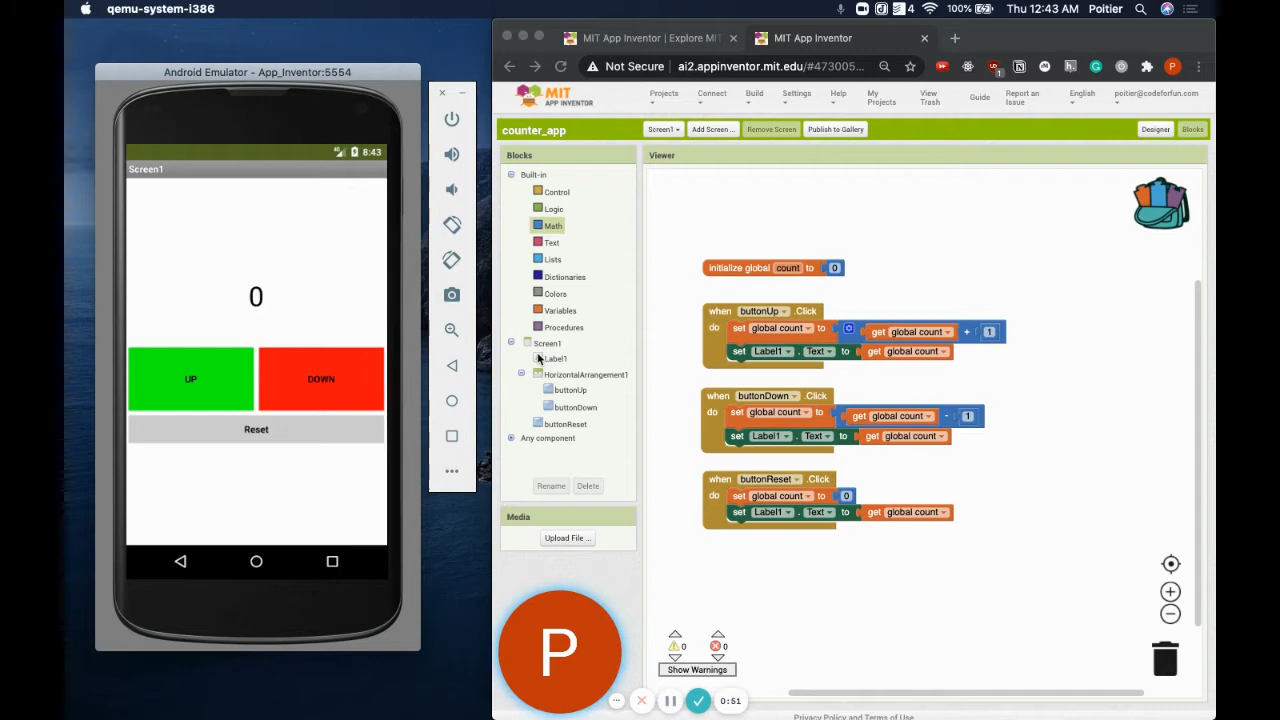 qemu-system-i386
4
100%
Thu 12:43 AM
Poitier
Android Emulator - App_Inventor:5554
8:43
Screen1
0
UP
DOWN
Reset
MIT App Inventor | Explore MIT
MIT App Inventor
Not Secure
ai2.appinventor.mit.edu/#473005...
P
MIT
APP INVENTOR
Projects
Connect
Build
Settings
Help
My Projects
View Trash
Guide
Report an Issue
English
poitier@codeforfun.com
counter_app
Screen1
Add Screen ...
Remove Screen
Publish to Gallery
Designer
Blocks
Blocks
Built-in
Control
Logic
Math
Text
Lists
Dictionaries
Colors
Variables
Procedures
Screen1
Label1
HorizontalArrangement1
buttonUp
buttonDown
buttonReset
Any component
Rename
Delete
Media
Upload File ...
Viewer
initialize global count to 0
when buttonUp .Click
do set global count to get global count + 1
set Label1 . Text to get global count
when buttonDown .Click
do set global count to get global count - 1
set Label1 . Text to get global count
when buttonReset .Click
do set global count to 0
set Label1 . Text to get global count
0
0
Show Warnings
P
0:51
Privacy Policy and Terms of Use